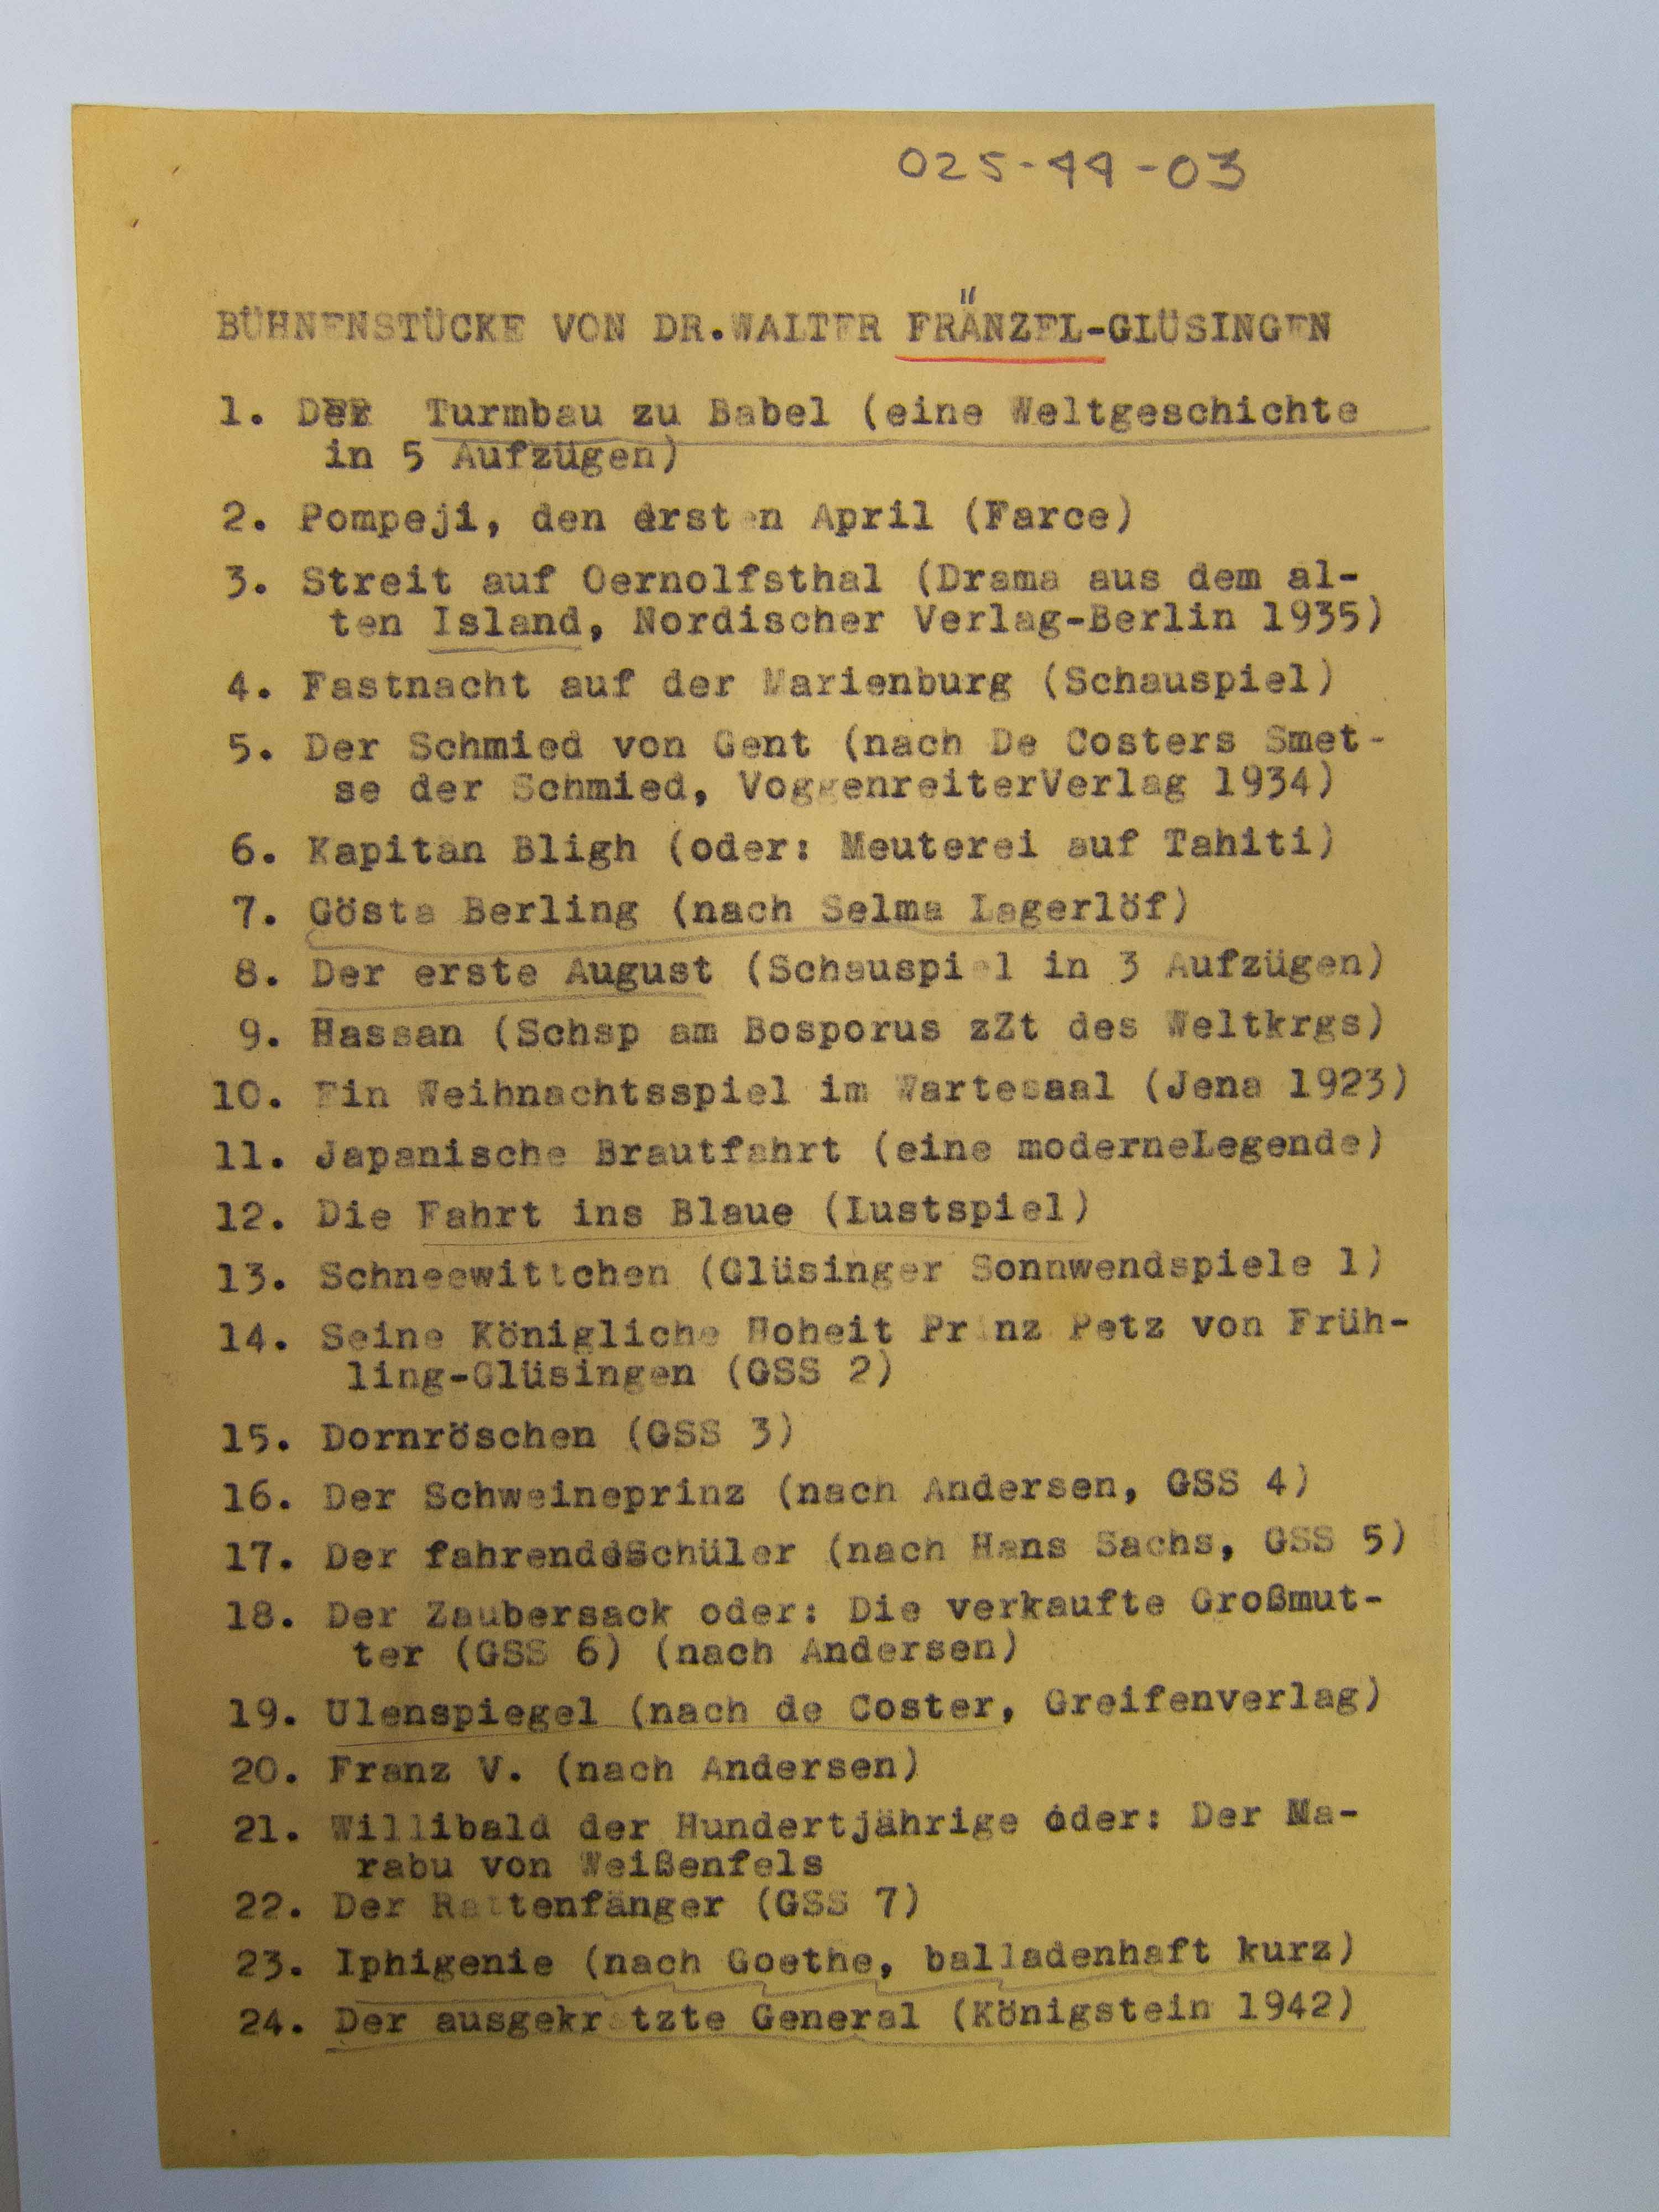 025-44-03
BÜHNENSTÜCKE VON DR.WALTER FRÄNZEL-GLÜSINGEN
1. Der Turmbau zu Babel (eine Weltgeschichte
in 5 Aufzügen)
2. Pompeji, den ersten April (Farce)
3. Streit auf Oernolfsthal (Drama aus dem al-
ten Island, Nordischer Verlag-Berlin 1935)
4. Fastnacht auf der Marienburg (Schauspiel)
5. Der Schmied von Gent (nach De Costers Smet-
se der Schmied, VoggenreiterVerlag 1934)
6. Kapitän Bligh (oder: Meuterei auf Tahiti)
7. Gösta Berling (nach Selma Lagerlöf)
8. Der erste August (Schauspiel in 3 Aufzügen)
9. Hassan (Schsp am Bosporus zZt des Weltkrgs)
10. Ein Weihnachtsspiel im Wartesaal (Jena 1923)
11. Japanische Brautfahrt (eine moderneLegende)
12. Die Fahrt ins Blaue (Lustspiel)
13. Schneewittchen (Glüsinger Sonnwendspiele 1)
14. Seine Königliche Hoheit Prinz Petz von Früh-
ling-Glüsingen (GSS 2)
15. Dornröschen (GSS 3)
16. Der Schweineprinz (nach Andersen, GSS 4)
17. Der fahrendeSchüler (nach Hans Sachs, GSS 5)
18. Der Zaubersack oder: Die verkaufte Großmut-
ter (GSS 6) (nach Andersen)
19. Ulenspiegel (nach de Coster, Greifenverlag)
20. Franz V. (nach Andersen)
21. Willibald der Hundertjährige oder: Der Ma-
rabu von Weißenfels
22. Der Rattenfänger (GSS 7)
23. Iphigenie (nach Goethe, balladenhaft kurz)
24. Der ausgekratzte General (Königstein 1942)